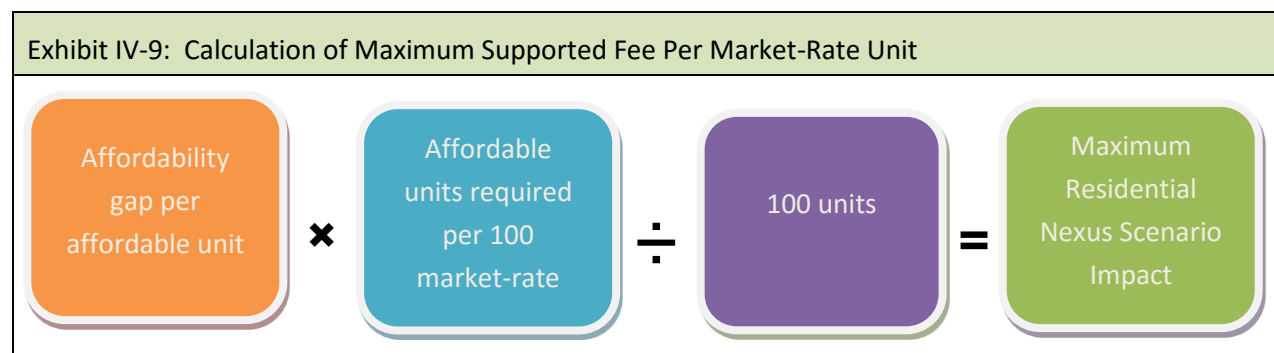 Exhibit IV-9: Calculation of Maximum Supported Fee Per Market-Rate Unit
Affordability
gap per
affordable unit
×
Affordable
units required
per 100
market-rate
÷
100 units
=
Maximum
Residential
Nexus Scenario
Impact